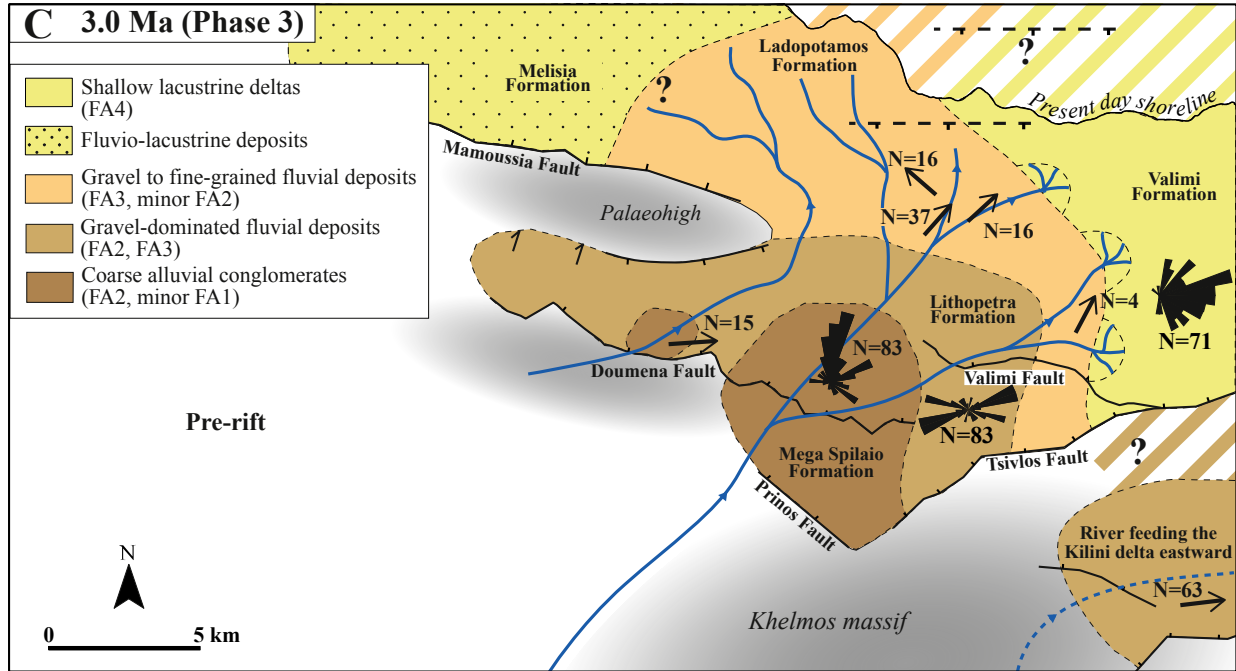 C 3.0 Ma (Phase 3)
Shallow lacustrine deltas
(FA4)
Fluvio-lacustrine deposits
Gravel to fine-grained fluvial deposits
(FA3, minor FA2)
Gravel-dominated fluvial deposits
(FA2, FA3)
Coarse alluvial conglomerates
(FA2, minor FA1)
Melisia
Formation
?
Ladopotamos
Formation
?
Present day shoreline
Mamoussia Fault
Palaeohigh
N=16
N=37
N=16
Valimi
Formation
N=4
N=71
Lithopetra
Formation
N=15
N=83
Doumena Fault
Valimi Fault
N=83
Pre-rift
Mega Spilaio
Formation
Tsivlos Fault
?
Prinos Fault
River feeding the
Kilini delta eastward
N=63
Khelmos massif
N
0 5 km